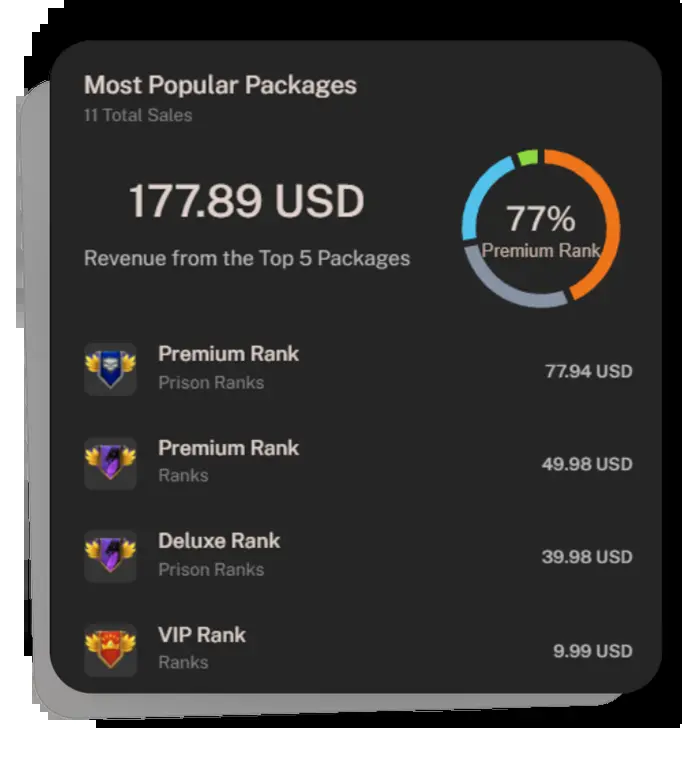 Most Popular Packages
11 Total Sales
177.89 USD
Revenue from the Top 5 Packages
77%
Premium Rank
Premium Rank
Prison Ranks
77.94 USD
Premium Rank
Ranks
49.98 USD
Deluxe Rank
Prison Ranks
39.98 USD
VIP Rank
Ranks
9.99 USD